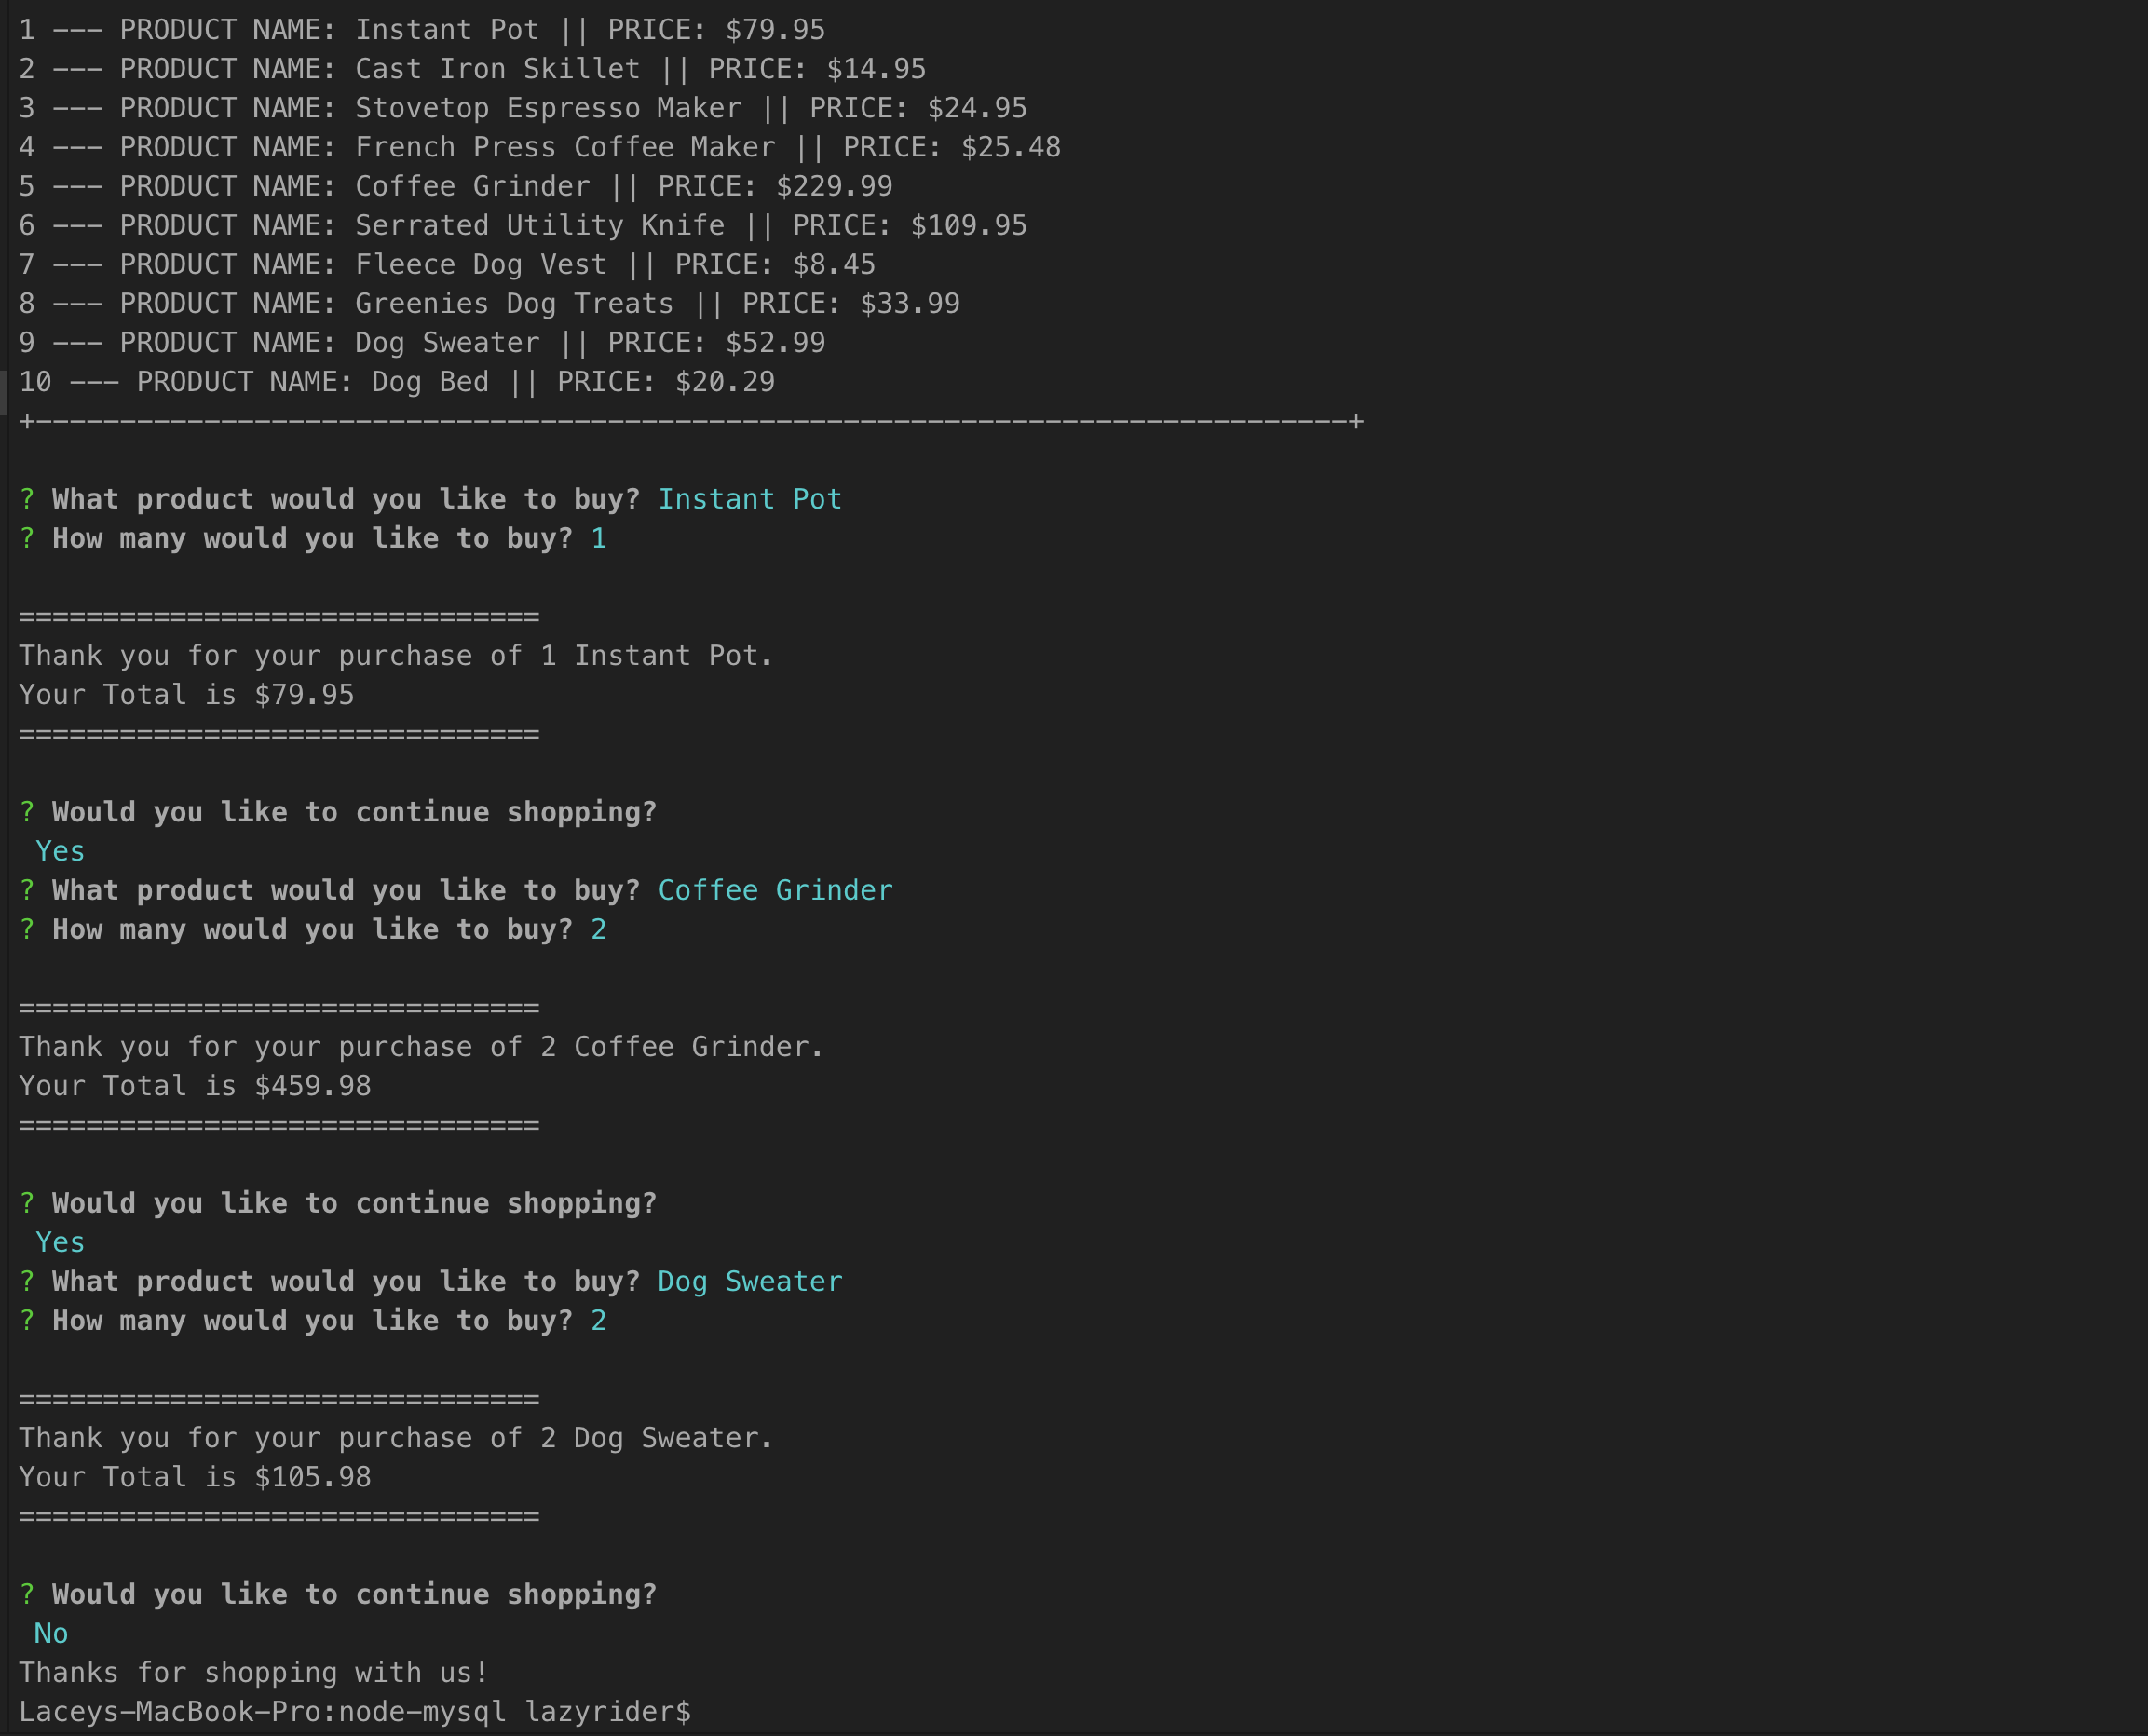 1 --- PRODUCT NAME: Instant Pot || PRICE: $79.95
2 --- PRODUCT NAME: Cast Iron Skillet || PRICE: $14.95
3 --- PRODUCT NAME: Stovetop Espresso Maker || PRICE: $24.95
4 --- PRODUCT NAME: French Press Coffee Maker || PRICE: $25.48
5 --- PRODUCT NAME: Coffee Grinder || PRICE: $229.99
6 --- PRODUCT NAME: Serrated Utility Knife || PRICE: $109.95
7 --- PRODUCT NAME: Fleece Dog Vest || PRICE: $8.45
8 --- PRODUCT NAME: Greenies Dog Treats || PRICE: $33.99
9 --- PRODUCT NAME: Dog Sweater || PRICE: $52.99
10 --- PRODUCT NAME: Dog Bed || PRICE: $20.29
+------------------------------------------------------------------------------+
? What product would you like to buy? Instant Pot
? How many would you like to buy? 1
===============================
Thank you for your purchase of 1 Instant Pot.
Your Total is $79.95
===============================
? Would you like to continue shopping?
Yes
? What product would you like to buy? Coffee Grinder
? How many would you like to buy? 2
===============================
Thank you for your purchase of 2 Coffee Grinder.
Your Total is $459.98
===============================
? Would you like to continue shopping?
Yes
? What product would you like to buy? Dog Sweater
? How many would you like to buy? 2
===============================
Thank you for your purchase of 2 Dog Sweater.
Your Total is $105.98
===============================
? Would you like to continue shopping?
No
Thanks for shopping with us!
Laceys-MacBook-Pro:node-mysql lazyrider$